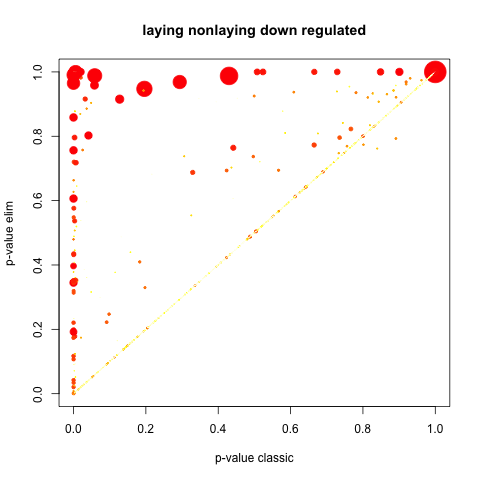 laying nonlaying down regulated
p-value elim
1.0
0.8
0.6
0.4
0.2
0.0
0.0 0.2 0.4 0.6 0.8 1.0
p-value classic